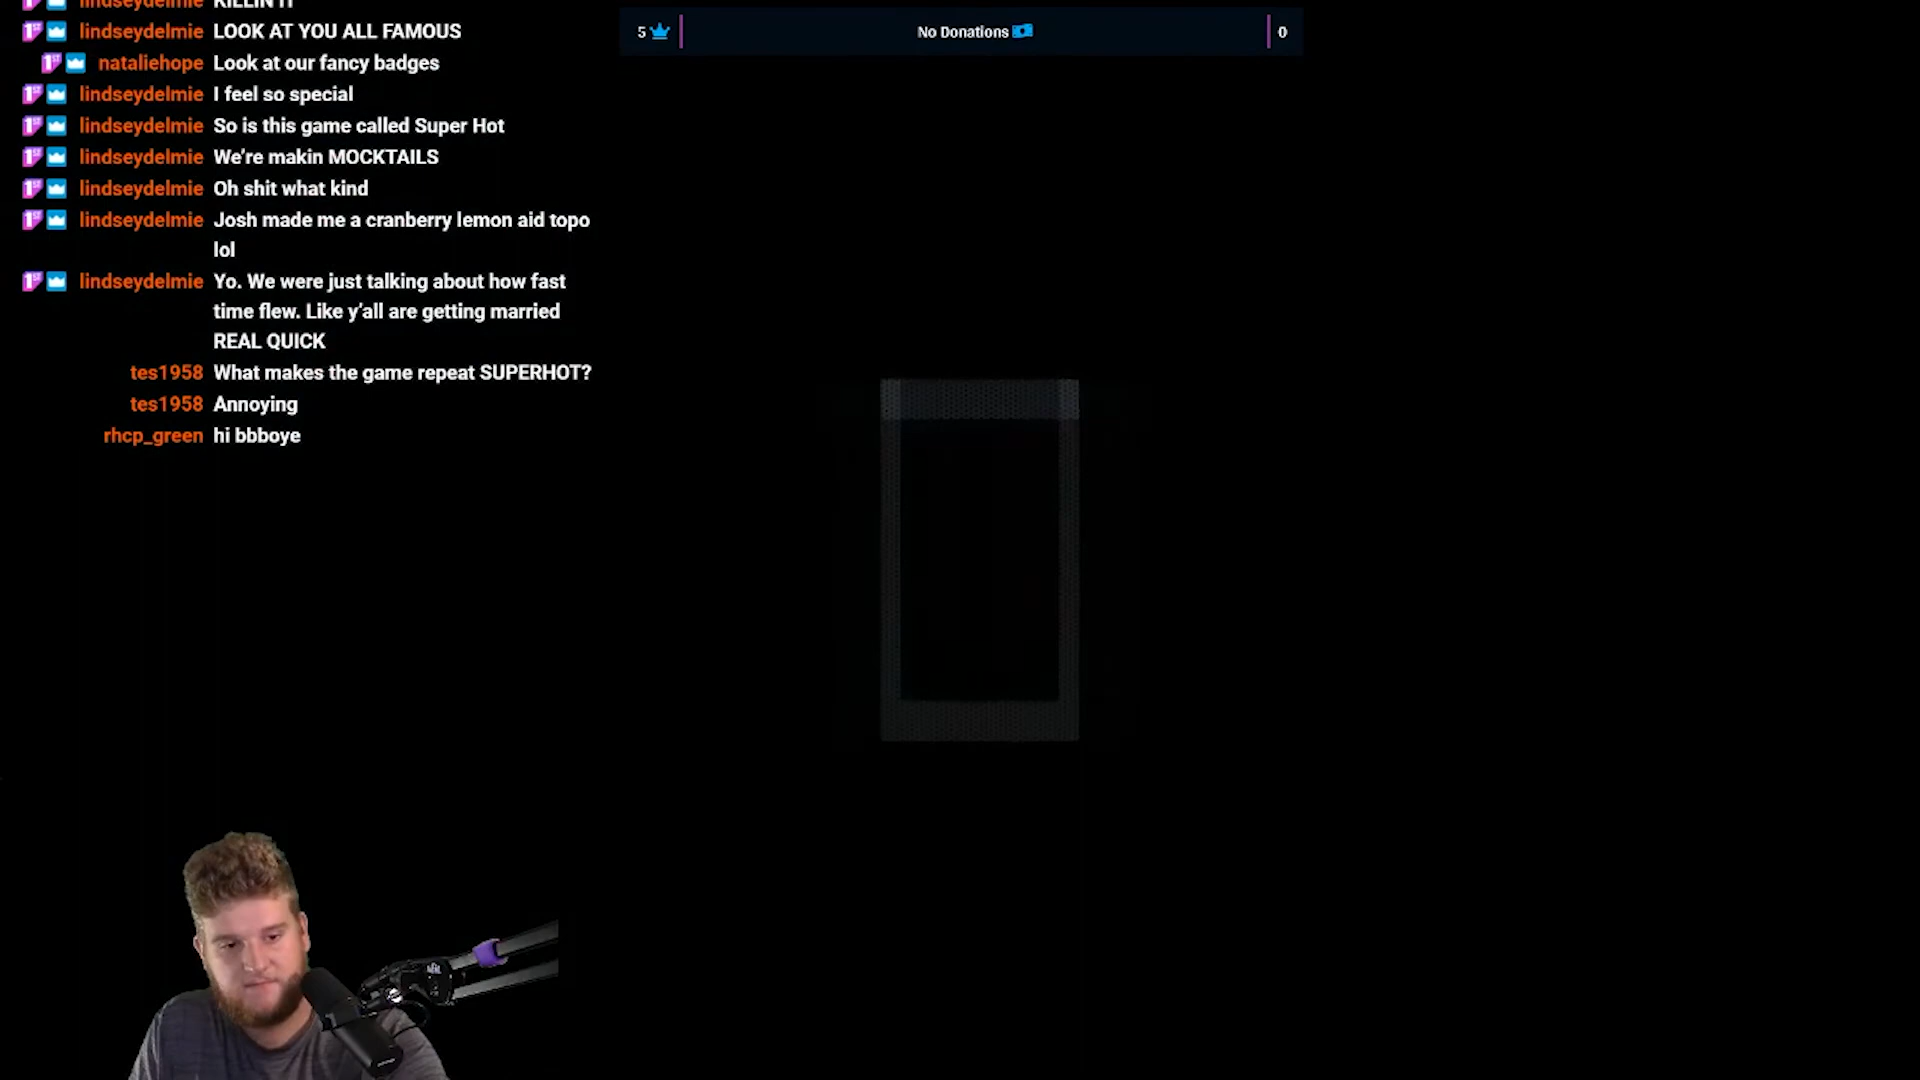 lindseydelmie KILLIN IT
lindseydelmie LOOK AT YOU ALL FAMOUS
nataliehope Look at our fancy badges
lindseydelmie I feel so special
lindseydelmie So is this game called Super Hot
lindseydelmie We're makin MOCKTAILS
lindseydelmie Oh shit what kind
lindseydelmie Josh made me a cranberry lemon aid topo
lol
lindseydelmie Yo. We were just talking about how fast
time flew. Like y'all are getting married
REAL QUICK
tes1958 What makes the game repeat SUPERHOT?
tes1958 Annoying
rhcp_green hi bbboye
5 No Donations 0